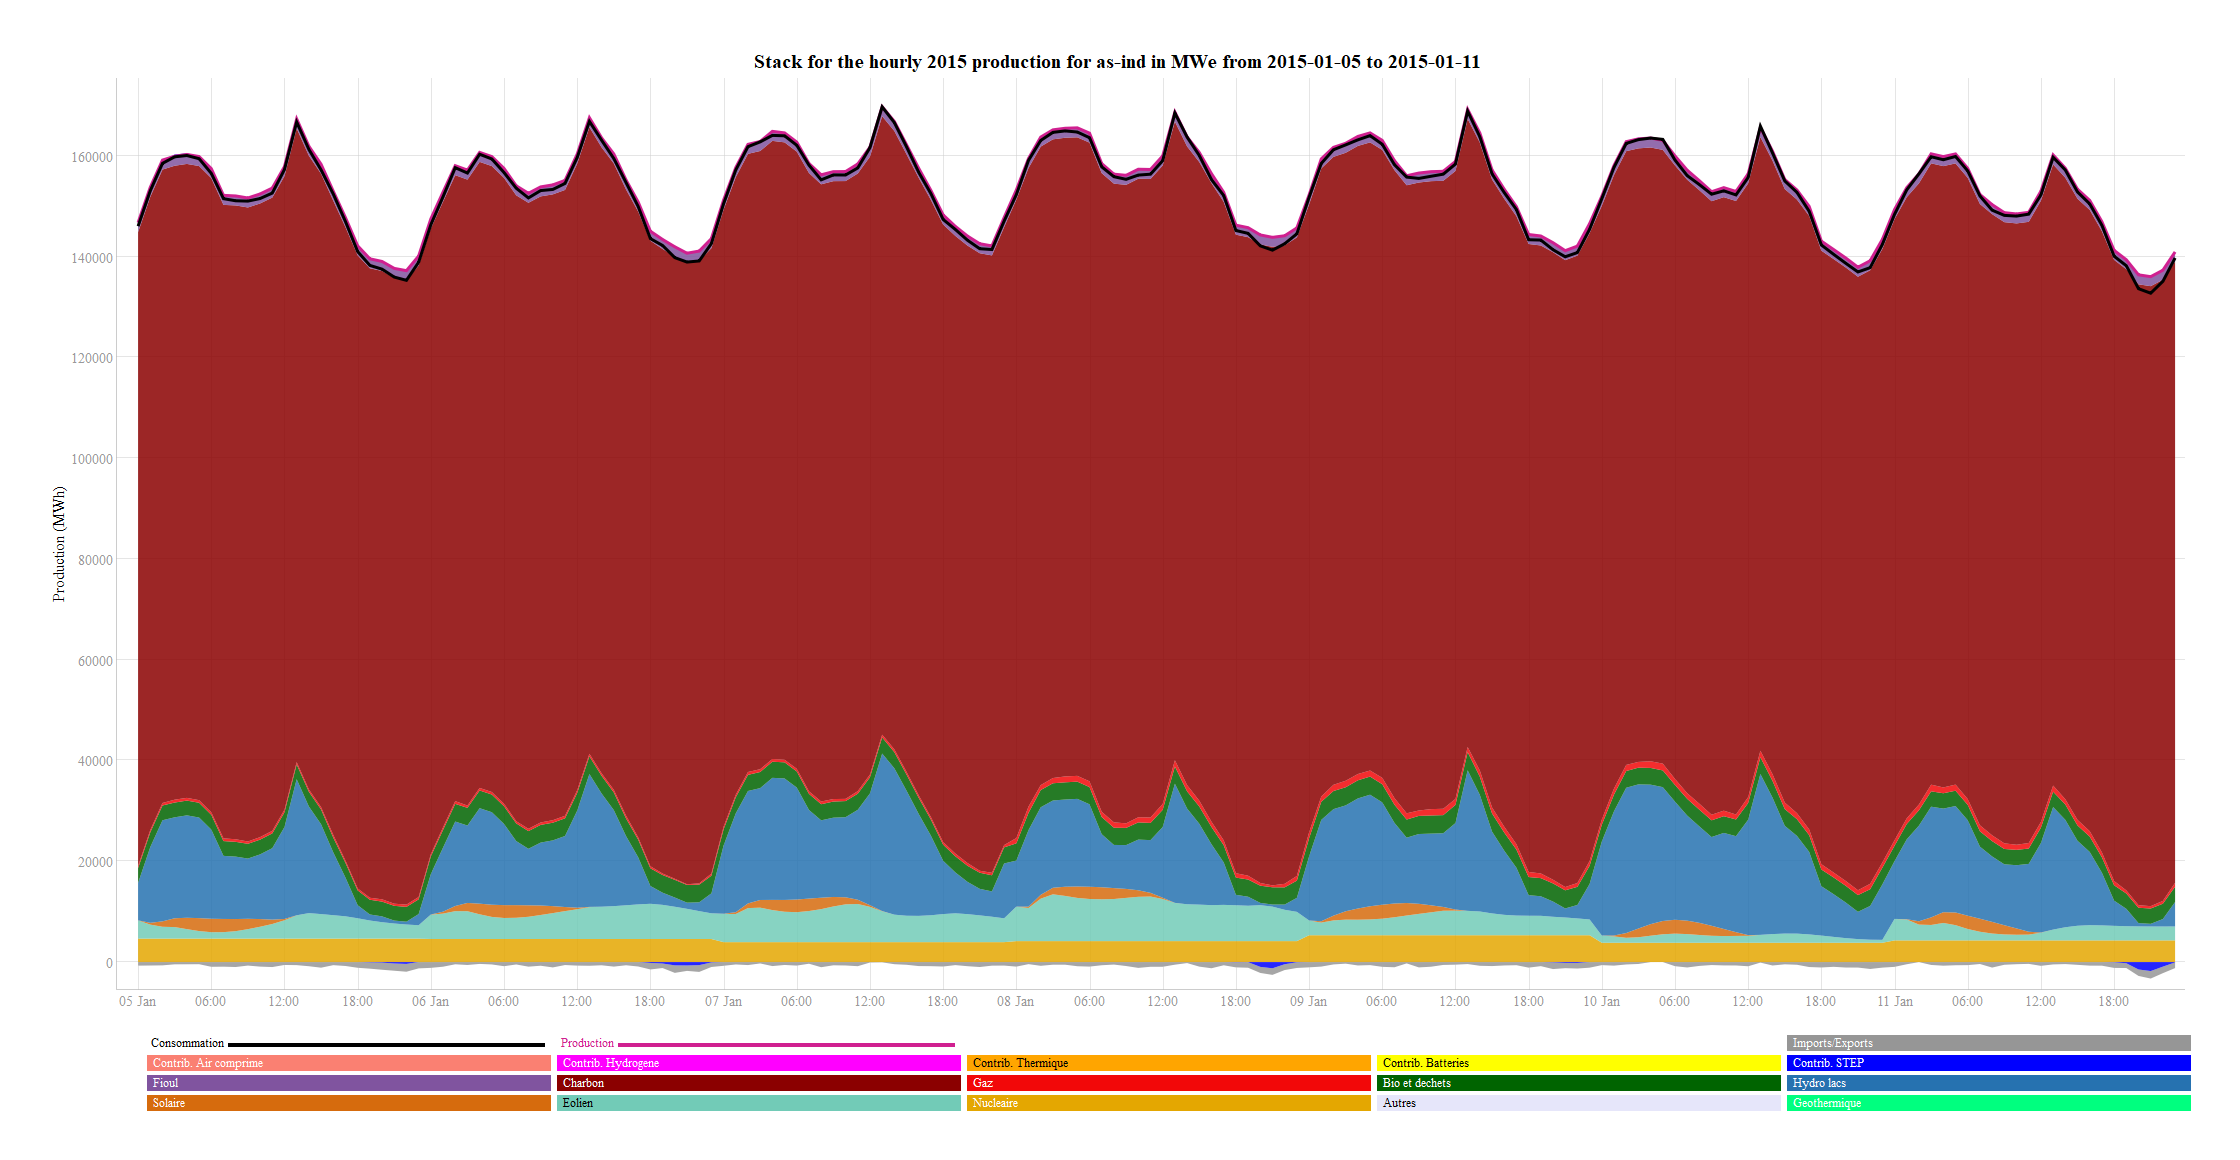 Stack for the hourly 2015 production for as-ind in MWe from 2015-01-05 to 2015-01-11
Production (MWh)
160000
140000
120000
100000
80000
60000
40000
20000
0
05 Jan 06:00 12:00 18:00 06 Jan 06:00 12:00 18:00 07 Jan 06:00 12:00 18:00 08 Jan 06:00 12:00 18:00 09 Jan 06:00 12:00 18:00 10 Jan 06:00 12:00 18:00 11 Jan 06:00 12:00 18:00
Consommation Production Imports/Exports
Contrib. Air comprime Contrib. Hydrogene Contrib. Thermique Contrib. Batteries Contrib. STEP
Fioul Charbon Gaz Bio et dechets Hydro lacs
Solaire Eolien Nucleaire Autres Geothermique